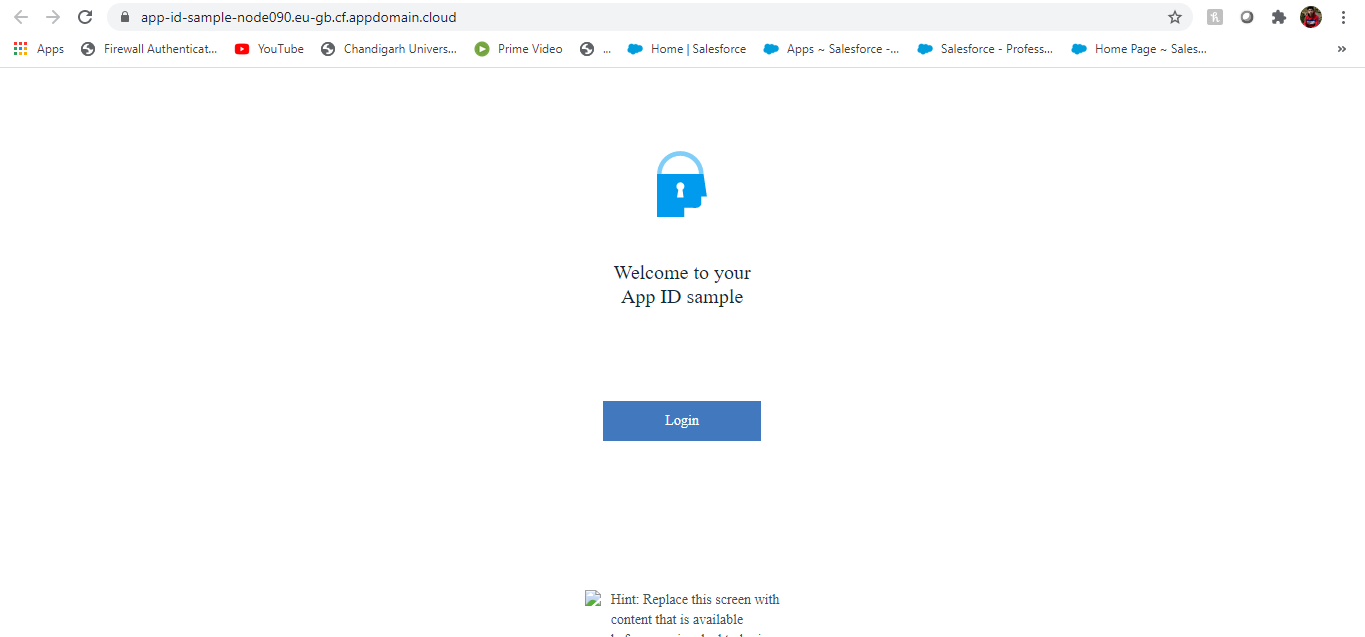 app-id-sample-node090.eu-gb.cf.appdomain.cloud
Apps Firewall Authenticat... YouTube Chandigarh Univers... Prime Video ... Home | Salesforce Apps ~ Salesforce -... Salesforce - Profess... Home Page ~ Sales... »
Welcome to your
App ID sample
Login
Hint: Replace this screen with
content that is available